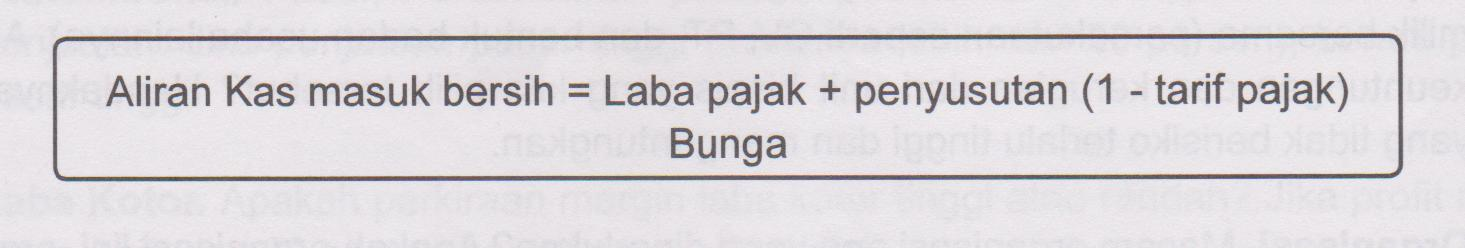 Aliran Kas masuk bersih = Laba pajak + penyusutan (1 - tarif pajak)
Bunga